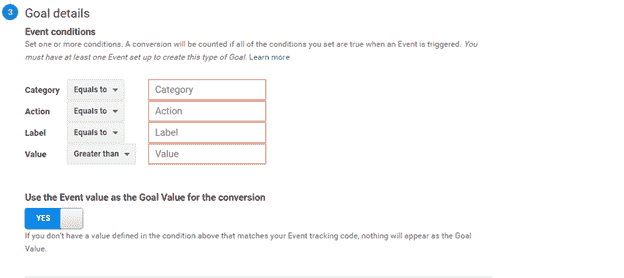 3 Goal details
Event conditions
Set one or more conditions. A conversion will be counted if all of the conditions you set are true when an Event is triggered. You
must have at least one Event set up to create this type of Goal. Learn more
Category Equals to Category
Action Equals to Action
Label Equals to Label
Value Greater than Value
Use the Event value as the Goal Value for the conversion
YES
If you don't have a value defined in the condition above that matches your Event tracking code, nothing will appear as the Goal
Value.